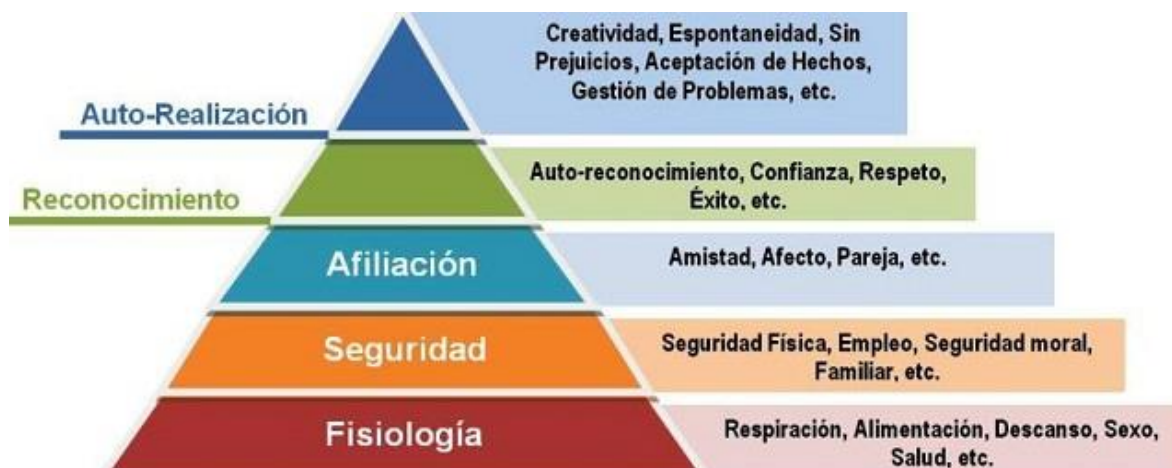 Creatividad, Espontaneidad, Sin
Prejuicios, Aceptación de Hechos,
Gestión de Problemas, etc.
Auto-Realización
Auto-reconocimiento, Confianza, Respeto,
Éxito, etc.
Reconocimiento
Afiliación
Amistad, Afecto, Pareja, etc.
Seguridad
Seguridad Física, Empleo, Seguridad moral,
Familiar, etc.
Fisiología
Respiración, Alimentación, Descanso, Sexo,
Salud, etc.